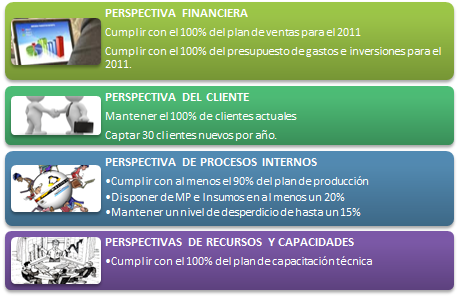 PERSPECTIVA FINANCIERA
Cumplir con el 100% del plan de ventas para el 2011
Cumplir con el 100% del presupuesto de gastos e inversiones para el
2011.
PERSPECTIVA DEL CLIENTE
Mantener el 100% de clientes actuales
Captar 30 clientes nuevos por año.
PERSPECTIVA DE PROCESOS INTERNOS
•Cumplir con al menos el 90% del plan de producción
•Disponer de MP e Insumos en al menos un 20%
•Mantener un nivel de desperdicio de hasta un 15%
PERSPECTIVAS DE RECURSOS Y CAPACIDADES
•Cumplir con el 100% del plan de capacitación técnica